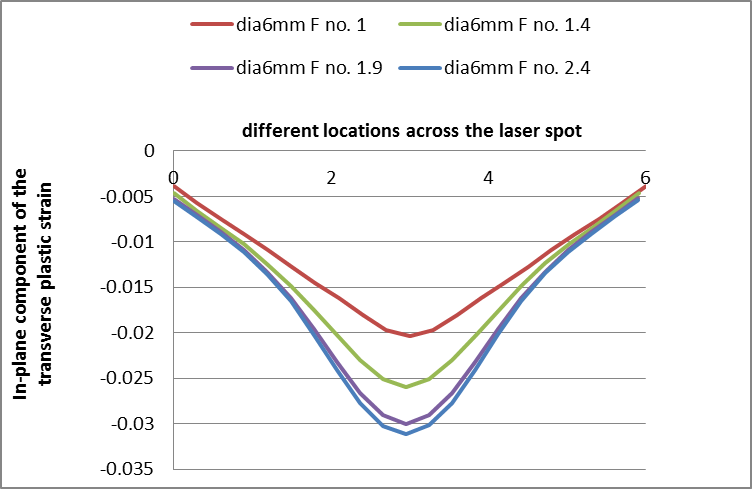 dia6mm F no. 1
dia6mm F no. 1.4
dia6mm F no. 1.9
dia6mm F no. 2.4
different locations across the laser spot
0
0 2 4 6
-0.005
-0.01
-0.015
-0.02
-0.025
-0.03
-0.035
In-plane component of the
transverse plastic strain